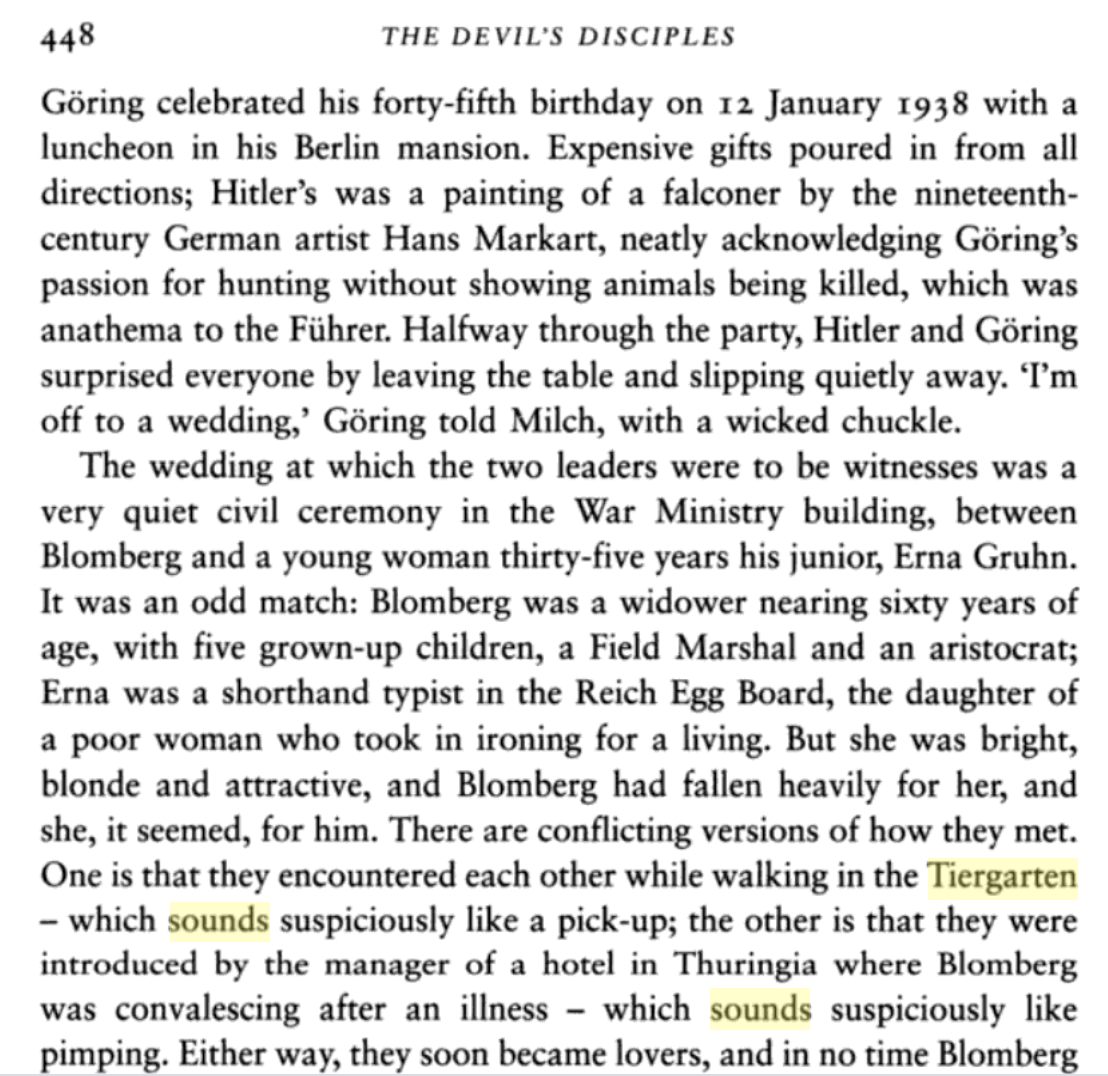 448
THE DEVIL'S DISCIPLES
Göring celebrated his forty-fifth birthday on 12 January 1938 with a
luncheon in his Berlin mansion. Expensive gifts poured in from all
directions; Hitler's was a painting of a falconer by the nineteenth-
century German artist Hans Markart, neatly acknowledging Göring's
passion for hunting without showing animals being killed, which was
anathema to the Führer. Halfway through the party, Hitler and Göring
surprised everyone by leaving the table and slipping quietly away. ‘I'm
off to a wedding,’ Göring told Milch, with a wicked chuckle.
The wedding at which the two leaders were to be witnesses was a
very quiet civil ceremony in the War Ministry building, between
Blomberg and a young woman thirty-five years his junior, Erna Gruhn.
It was an odd match: Blomberg was a widower nearing sixty years of
age, with five grown-up children, a Field Marshal and an aristocrat;
Erna was a shorthand typist in the Reich Egg Board, the daughter of
a poor woman who took in ironing for a living. But she was bright,
blonde and attractive, and Blomberg had fallen heavily for her, and
she, it seemed, for him. There are conflicting versions of how they met.
One is that they encountered each other while walking in the Tiergarten
– which sounds suspiciously like a pick-up; the other is that they were
introduced by the manager of a hotel in Thuringia where Blomberg
was convalescing after an illness – which sounds suspiciously like
pimping. Either way, they soon became lovers, and in no time Blomberg